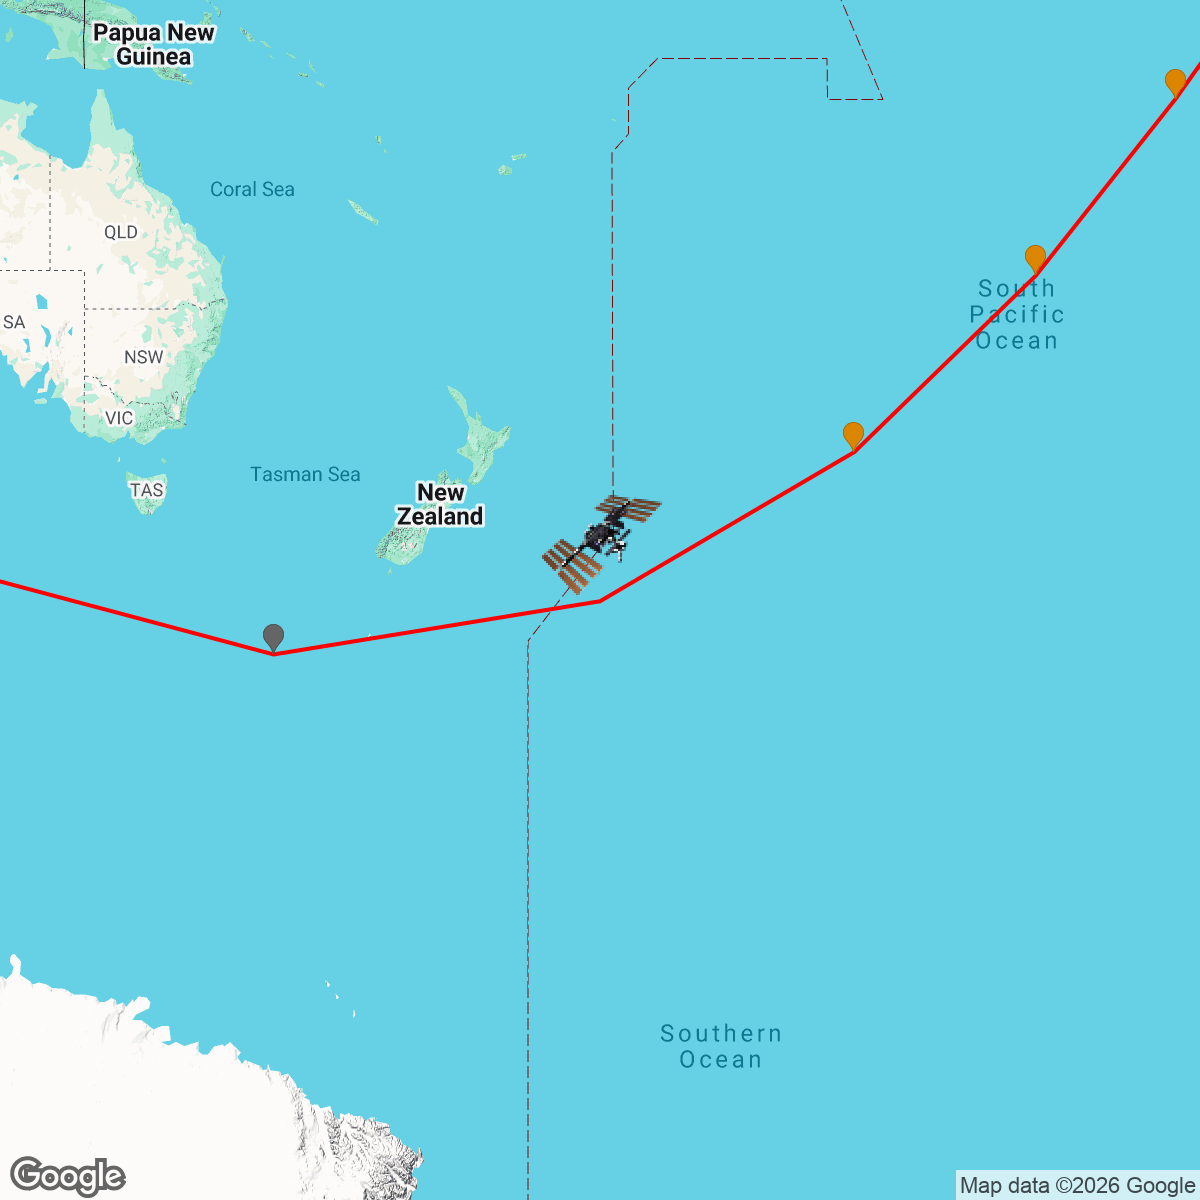 Papua New
Guinea
Coral Sea
QLD
SA
South
Pacific
Ocean
NSW
VIC
Tasman Sea
TAS
New
Zealand
Southern
Ocean
Google
Map data ©2026 Google